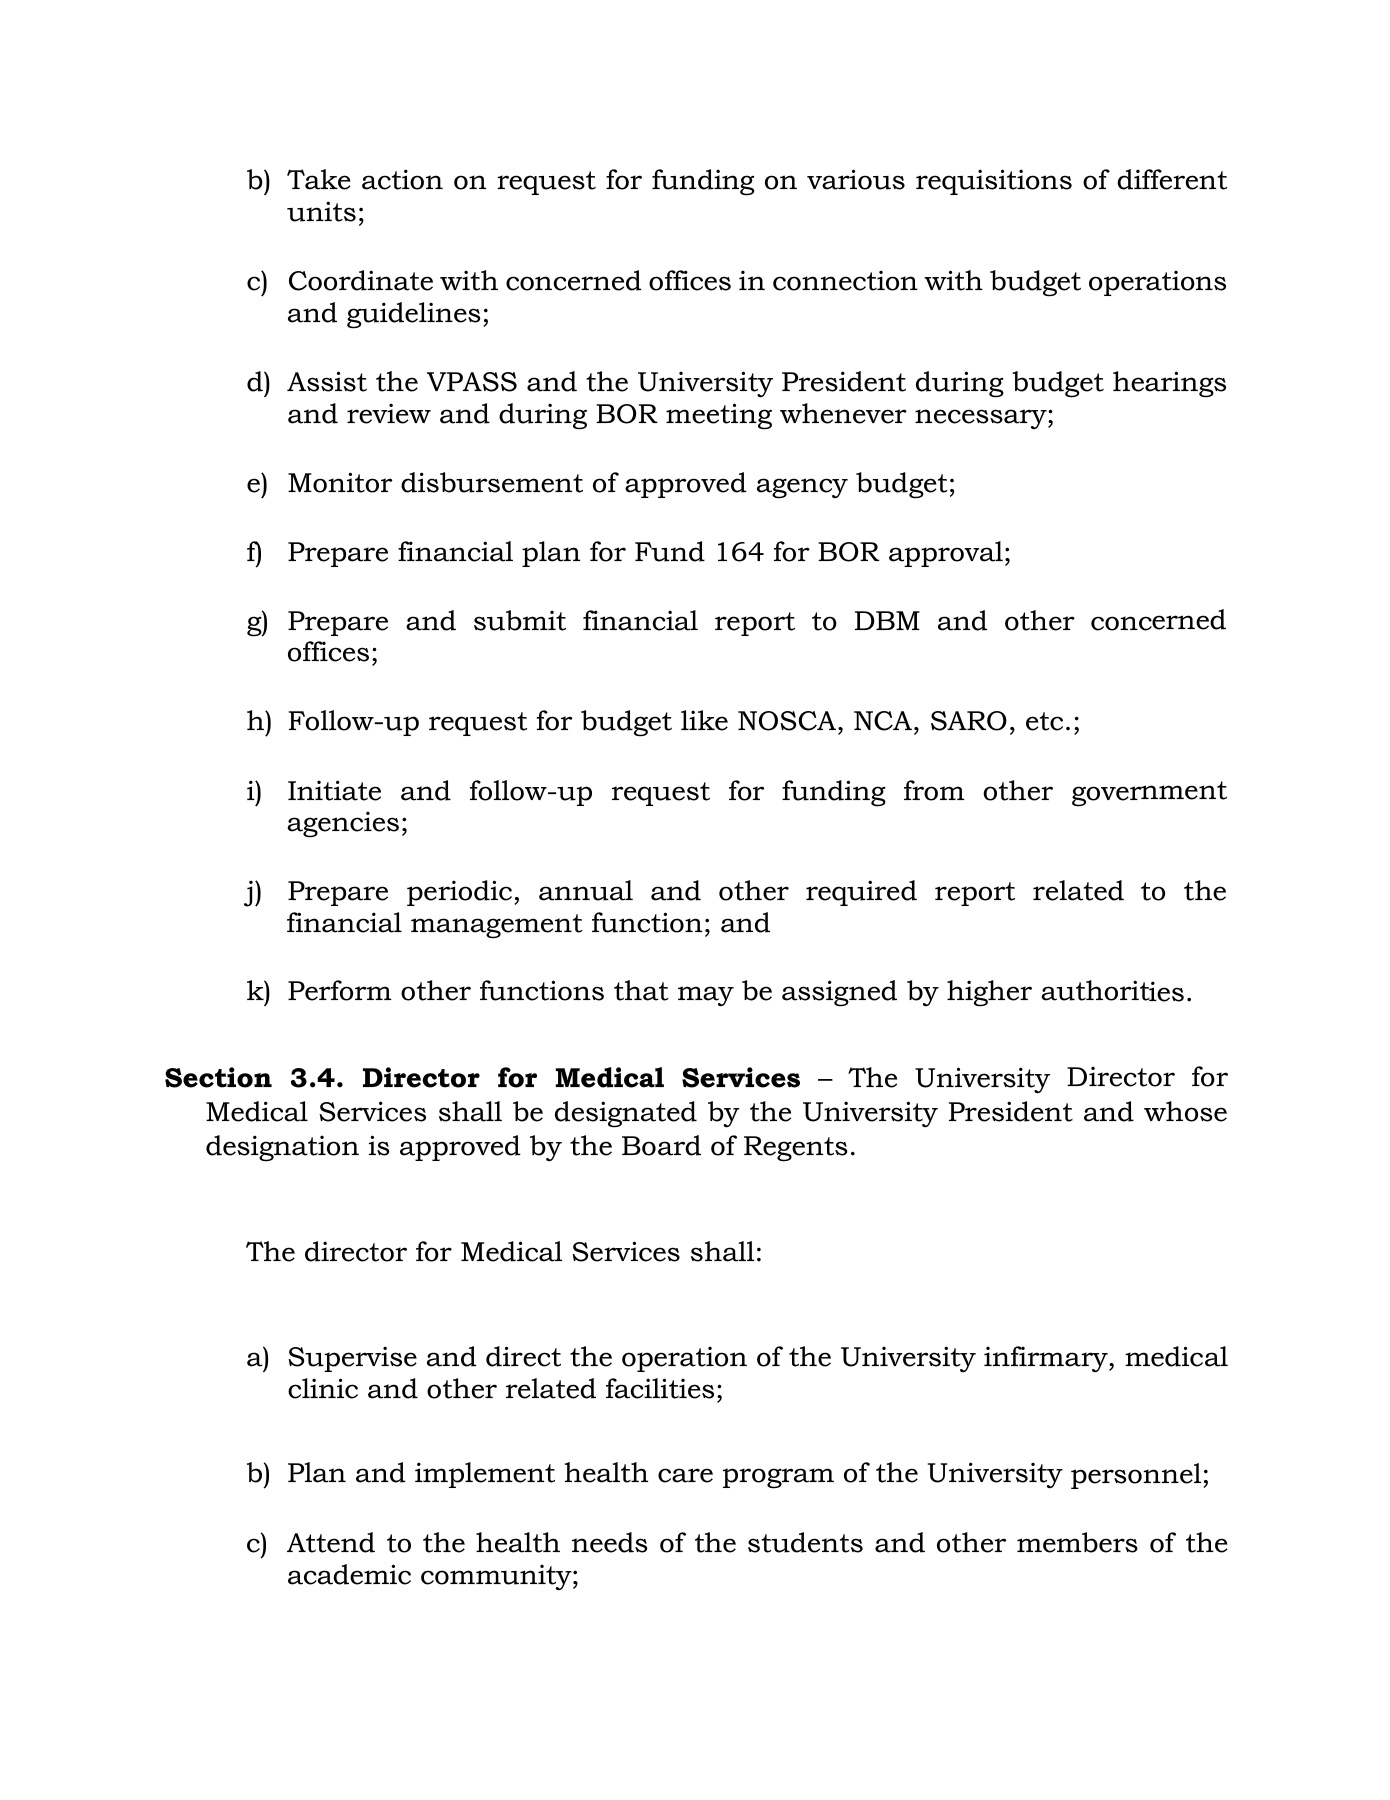 b) Take action on request for funding on various requisitions of different
units;
c) Coordinate with concerned offices in connection with budget operations
and guidelines;
d) Assist the VPASS and the University President during budget hearings
and review and during BOR meeting whenever necessary;
e) Monitor disbursement of approved agency budget;
f) Prepare financial plan for Fund 164 for BOR approval;
g) Prepare and submit financial report to DBM and other concerned
offices;
h) Follow-up request for budget like NOSCA, NCA, SARO, etc.;
i) Initiate and follow-up request for funding from other government
agencies;
j) Prepare periodic, annual and other required report related to the
financial management function; and
k) Perform other functions that may be assigned by higher authorities.
Section 3.4. Director for Medical Services – The University Director for
Medical Services shall be designated by the University President and whose
designation is approved by the Board of Regents.
The director for Medical Services shall:
a) Supervise and direct the operation of the University infirmary, medical
clinic and other related facilities;
b) Plan and implement health care program of the University personnel;
c) Attend to the health needs of the students and other members of the
academic community;